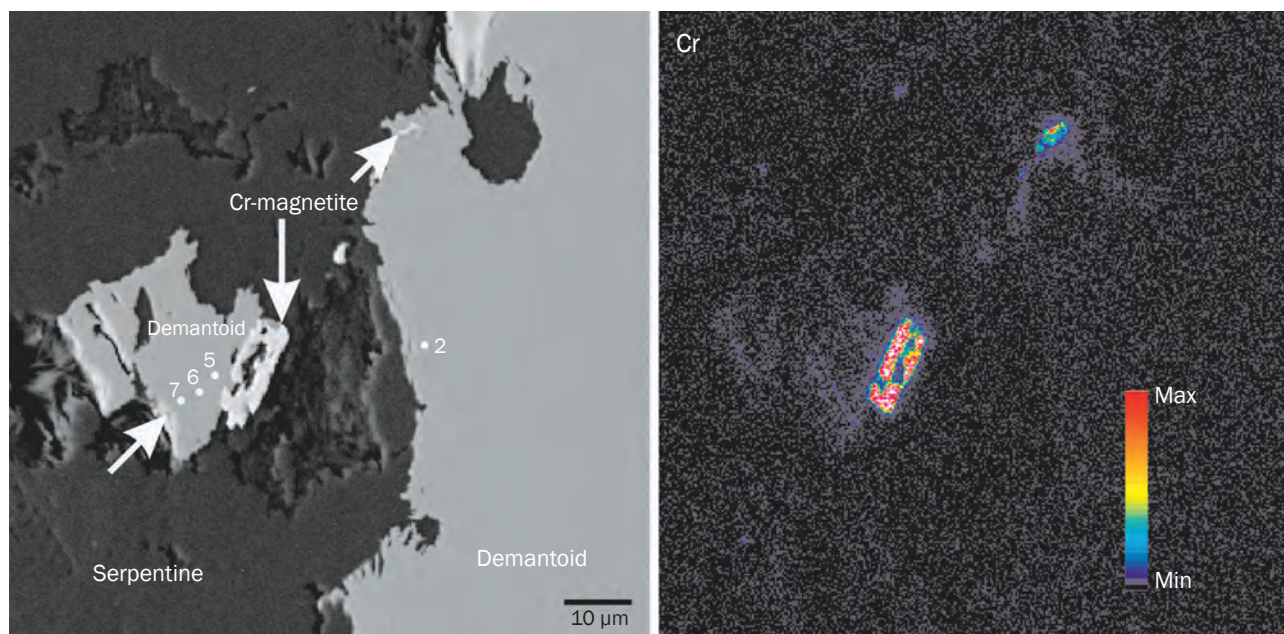 Cr-magnetite
Demantoid
5
6
7
2
Serpentine
Demantoid
10 µm
Cr
Max
Min